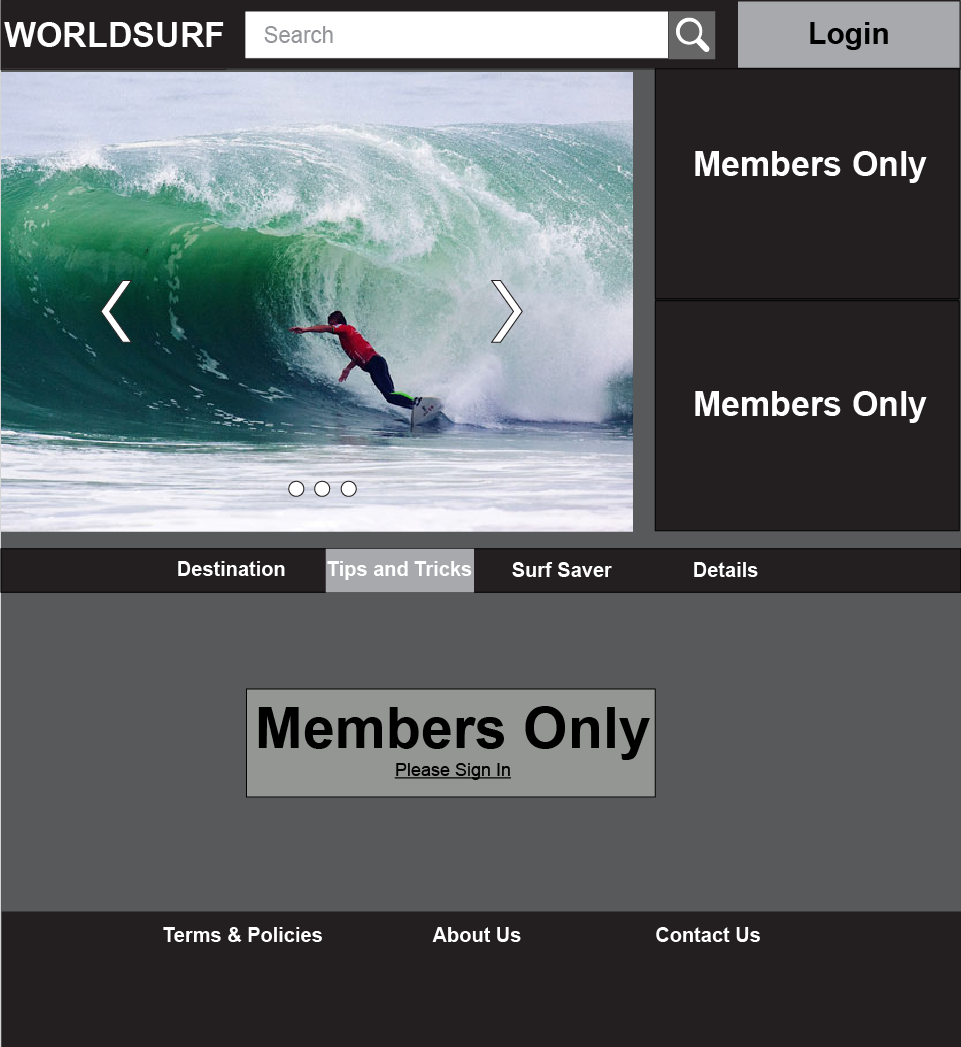 WORLDSURF
Search
Login
Members Only
Members Only
Destination
Tips and Tricks
Surf Saver
Details
Members Only
Please Sign In
Terms & Policies
About Us
Contact Us